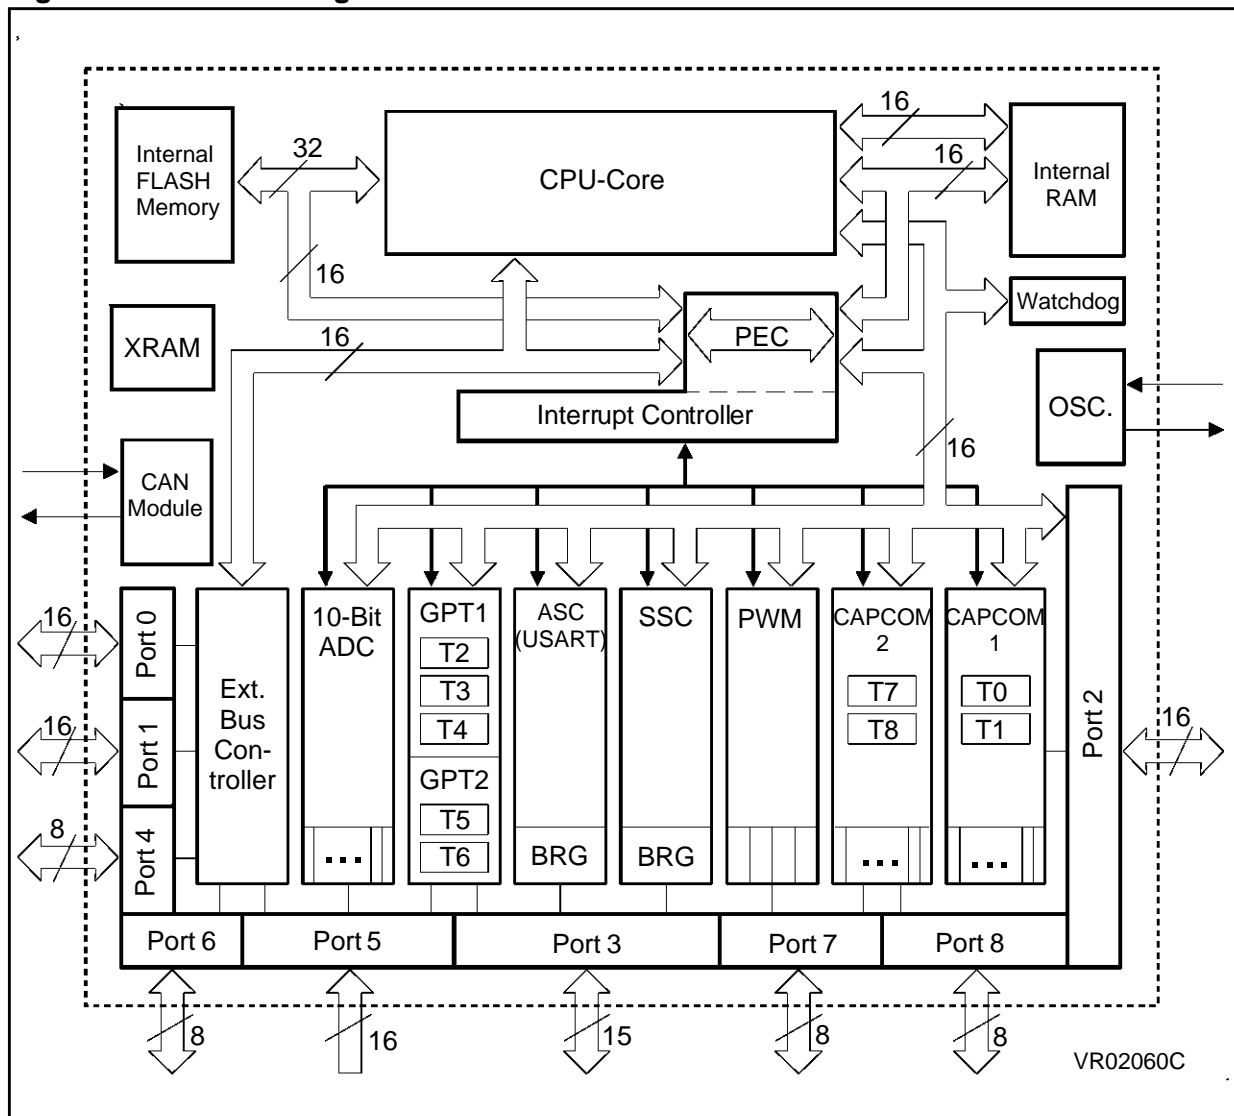 16
Internal
FLASH
Memory
32
CPU-Core
16
Internal
RAM
16
Watchdog
XRAM
16
PEC
OSC.
Interrupt Controller
16
CAN
Module
16
Port 0
Ext.
Bus
Con-
troller
10-Bit
ADC
GPT1
T2
T3
T4
GPT2
T5
T6
ASC
(USART)
BRG
SSC
BRG
PWM
CAPCOM
2
T7
T8
...
CAPCOM
1
T0
T1
...
...
Port 2
16
16
Port 1
8
Port 4
Port 6
Port 5
Port 3
Port 7
Port 8
8
16
15
8
8
VR02060C